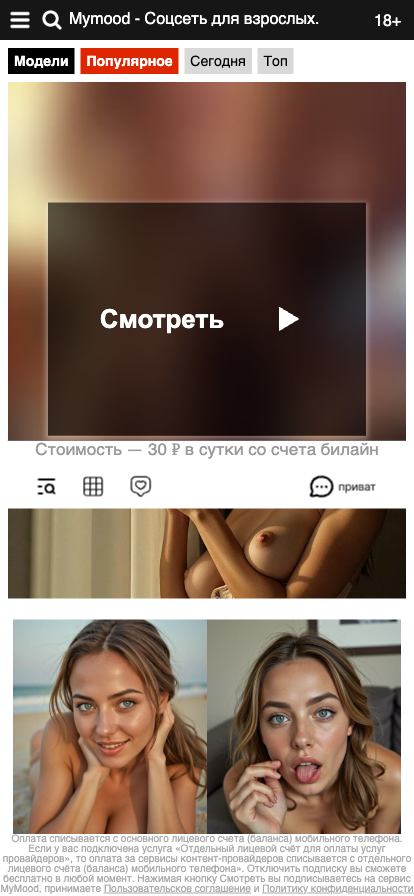 Mymood - Соцсеть для взрослых.
18+
Модели Популярное Сегодня Топ
Смотреть
Стоимость — 30 ₽ в сутки со счета билайн
приват
Оплата списывается с основного лицевого счета (баланса) мобильного телефона.
Если у вас подключена услуга «Отдельный лицевой счёт для оплаты услуг
провайдеров», то оплата за сервисы контент-провайдеров списывается с отдельного
лицевого счёта (баланса) мобильного телефона». Отключить подписку вы сможете
бесплатно в любой момент. Нажимая кнопку Смотреть вы подписываетесь на сервис
MyMood, принимаете Пользовательское соглашение и Политику конфиденциальности